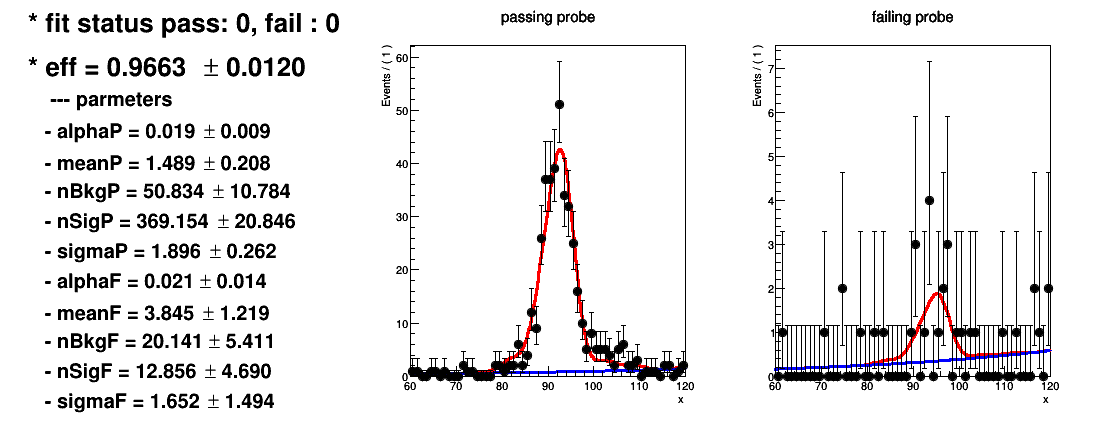 * fit status pass: 0, fail : 0
* eff = 0.9663 ± 0.0120
--- parmeters
- alphaP = 0.019 ± 0.009
- meanP = 1.489 ± 0.208
- nBkgP = 50.834 ± 10.784
- nSigP = 369.154 ± 20.846
- sigmaP = 1.896 ± 0.262
- alphaF = 0.021 ± 0.014
- meanF = 3.845 ± 1.219
- nBkgF = 20.141 ± 5.411
- nSigF = 12.856 ± 4.690
- sigmaF = 1.652 ± 1.494
passing probe
Events / ( 1 )
60
50
40
30
20
10
0
60 70 80 90 100 110 120
x
failing probe
Events / ( 1 )
7
6
5
4
3
2
1
0
60 70 80 90 100 110 120
x